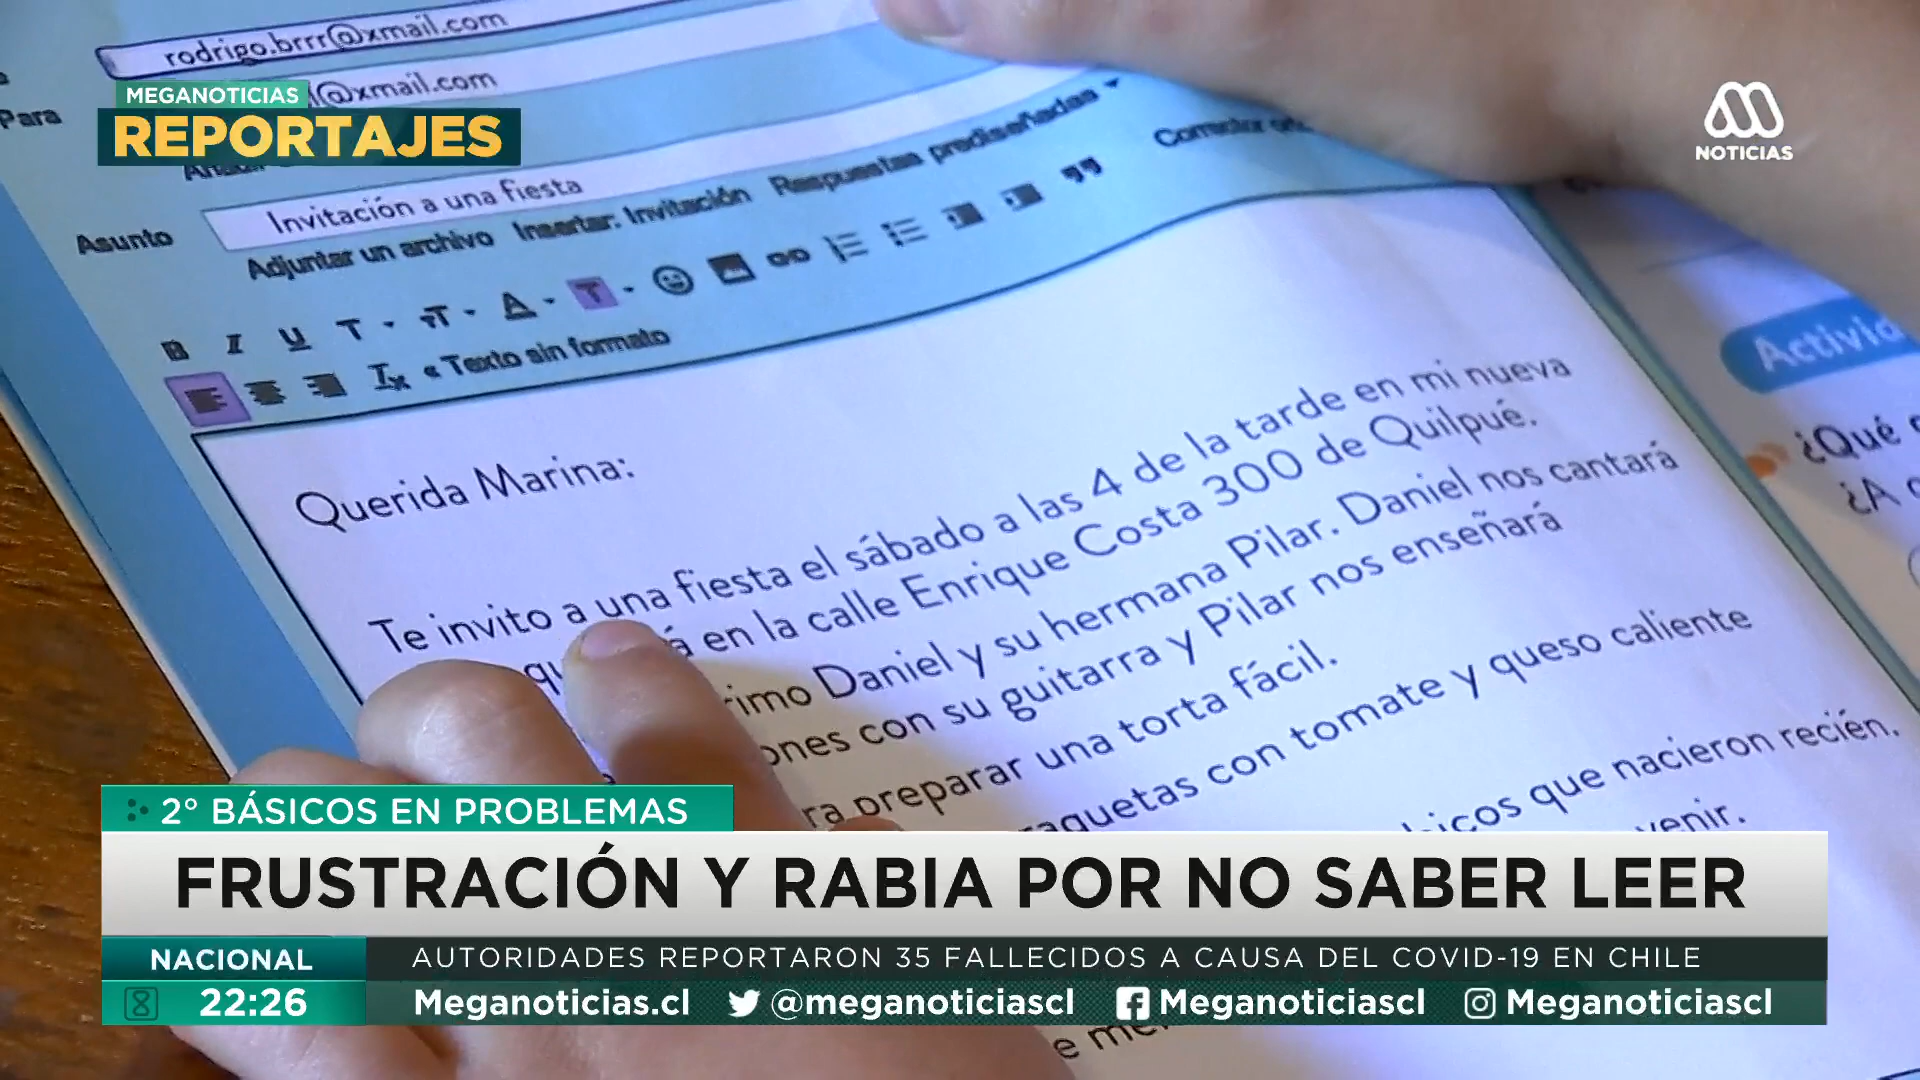 rodrigo.brrr@xmail.com
@xmail.com
Para
MEGANOTICIAS
REPORTAJES
NOTICIAS
Asunto
Invitación a una fiesta
Adjuntar un archivo Insertar: Invitación Respuestas prediseñadas
B I U T T A T
Tx « Texto sin formato
Querida Marina:
Te invito a una fiesta el sábado a las 4 de la tarde en mi nueva
en la calle Enrique Costa 300 de Quilpué.
Daniel y su hermana Pilar. Daniel nos cantará
con su guitarra y Pilar nos enseñará
preparar una torta fácil.
con tomate y queso caliente
que nacieron recién.
venir.
¿Qué
¿A
2° BÁSICOS EN PROBLEMAS
FRUSTRACIÓN Y RABIA POR NO SABER LEER
NACIONAL
AUTORIDADES REPORTARON 35 FALLECIDOS A CAUSA DEL COVID-19 EN CHILE
22:26
Meganoticias.cl @meganoticiascl Meganoticiascl Meganoticiascl